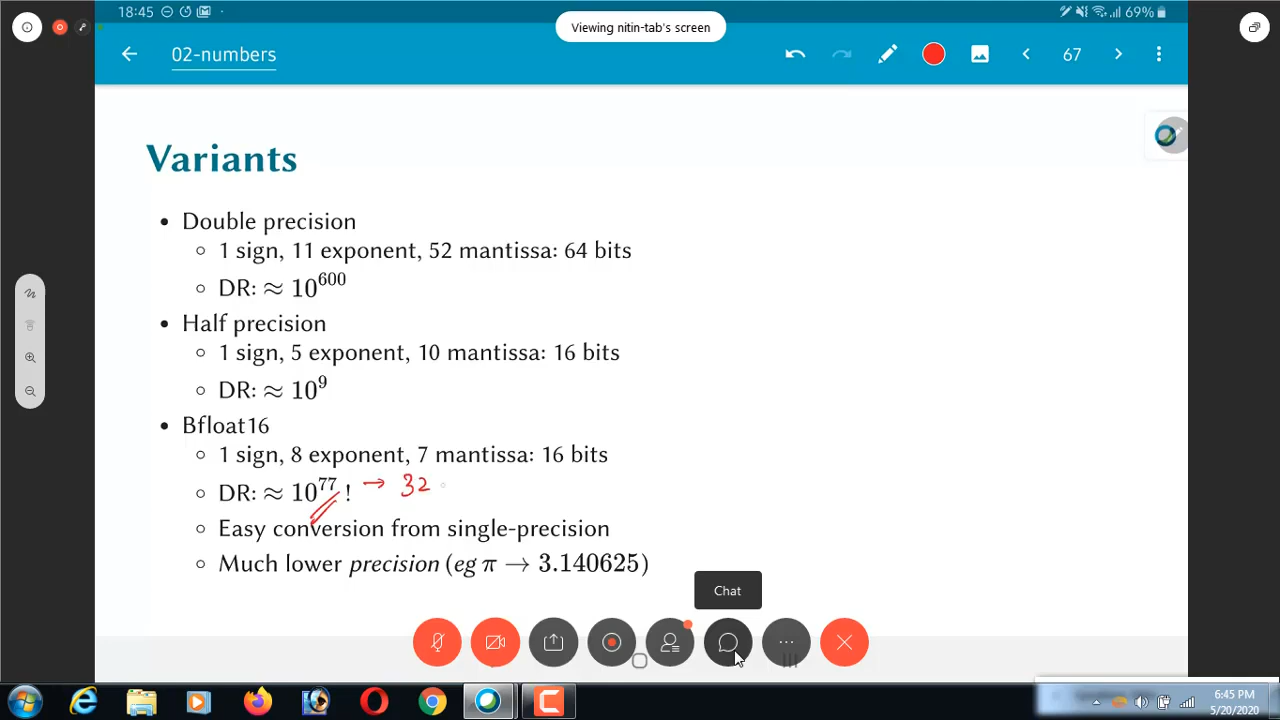 18:45
69%
Viewing nitin-tab's screen
02-numbers
67
Variants
• Double precision
○ 1 sign, 11 exponent, 52 mantissa: 64 bits
○ DR: ≈ 10^600
• Half precision
○ 1 sign, 5 exponent, 10 mantissa: 16 bits
○ DR: ≈ 10^9
• Bfloat16
○ 1 sign, 8 exponent, 7 mantissa: 16 bits
○ DR: ≈ 10^77 ! → 32
○ Easy conversion from single-precision
○ Much lower precision (eg π → 3.140625)
Chat
6:45 PM
5/20/2020